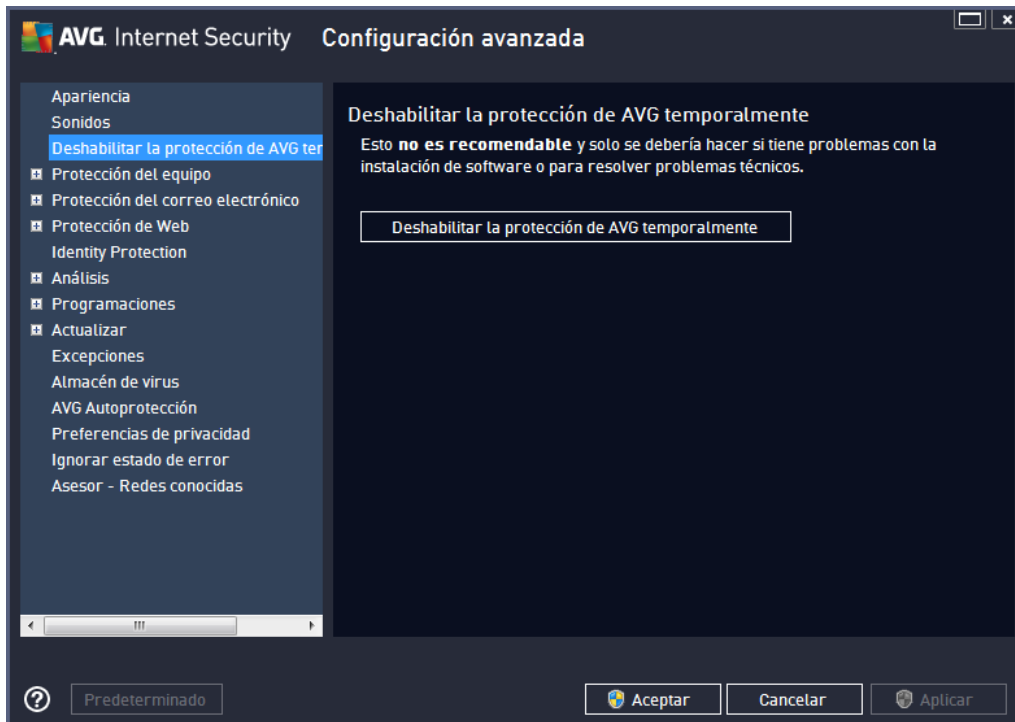 AVG. Internet Security Configuración avanzada
Apariencia
Sonidos
Deshabilitar la protección de AVG ter
Protección del equipo
Protección del correo electrónico
Protección de Web
Identity Protection
Análisis
Programaciones
Actualizar
Excepciones
Almacén de virus
AVG Autoprotección
Preferencias de privacidad
Ignorar estado de error
Asesor - Redes conocidas
Deshabilitar la protección de AVG temporalmente
Esto no es recomendable y solo se debería hacer si tiene problemas con la
instalación de software o para resolver problemas técnicos.
Deshabilitar la protección de AVG temporalmente
Predeterminado
Aceptar
Cancelar
Aplicar